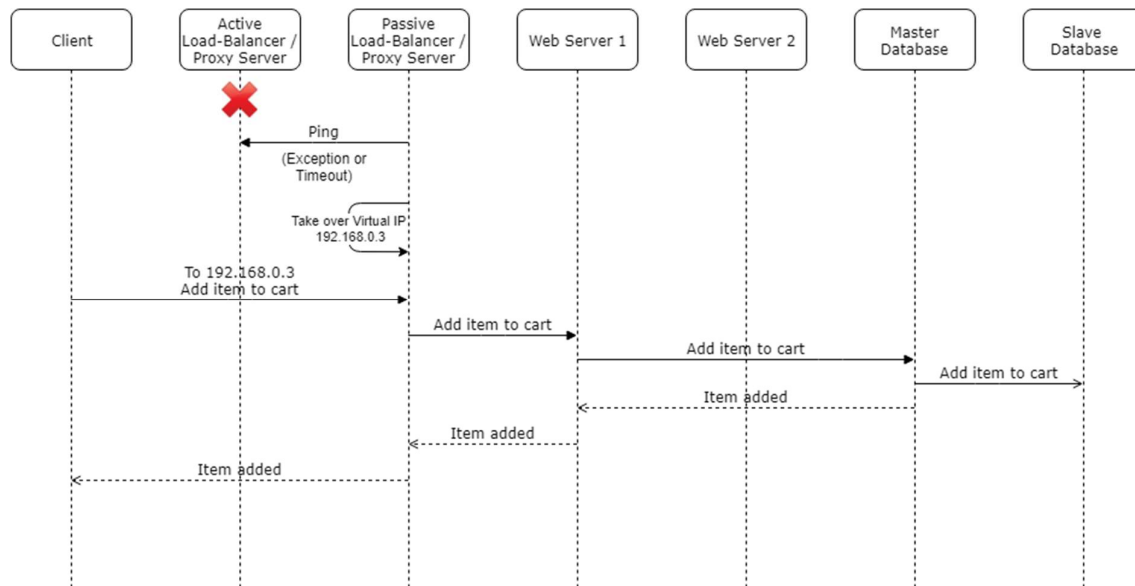 Client
Active
Load-Balancer /
Proxy Server
Passive
Load-Balancer /
Proxy Server
Web Server 1
Web Server 2
Master
Database
Slave
Database
Ping
(Exception or
Timeout)
Take over Virtual IP
192.168.0.3
To 192.168.0.3
Add item to cart
Add item to cart
Add item to cart
Add item to cart
Item added
Item added
Item added